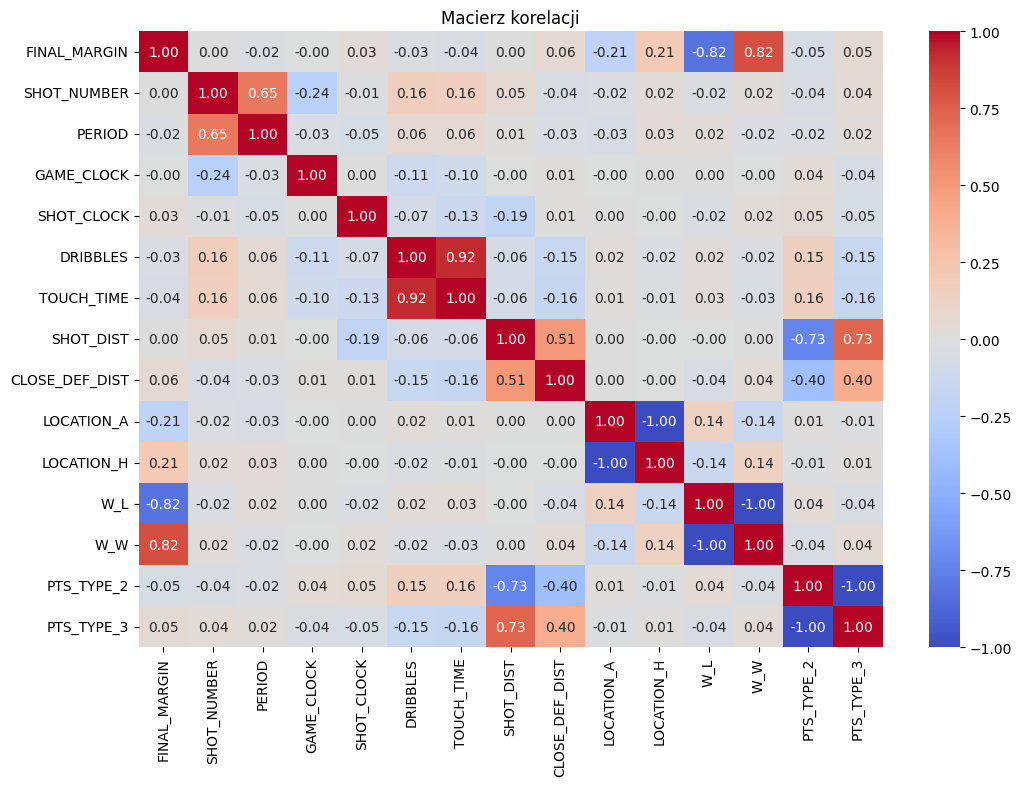 Macierz korelacji
FINAL_MARGIN 1.00 0.00 -0.02 -0.00 0.03 -0.03 -0.04 0.00 0.06 -0.21 0.21 -0.82 0.82 -0.05 0.05
SHOT_NUMBER 0.00 1.00 0.65 -0.24 -0.01 0.16 0.16 0.05 -0.04 -0.02 0.02 -0.02 0.02 -0.04 0.04
PERIOD -0.02 0.65 1.00 -0.03 -0.05 0.06 0.06 0.01 -0.03 -0.03 0.03 0.02 -0.02 -0.02 0.02
GAME_CLOCK -0.00 -0.24 -0.03 1.00 0.00 -0.11 -0.10 -0.00 0.01 -0.00 0.00 0.00 -0.00 0.04 -0.04
SHOT_CLOCK 0.03 -0.01 -0.05 0.00 1.00 -0.07 -0.13 -0.19 0.01 0.00 -0.00 -0.02 0.02 0.05 -0.05
DRIBBLES -0.03 0.16 0.06 -0.11 -0.07 1.00 0.92 -0.06 -0.15 0.02 -0.02 0.02 -0.02 0.15 -0.15
TOUCH_TIME -0.04 0.16 0.06 -0.10 -0.13 0.92 1.00 -0.06 -0.16 0.01 -0.01 0.03 -0.03 0.16 -0.16
SHOT_DIST 0.00 0.05 0.01 -0.00 -0.19 -0.06 -0.06 1.00 0.51 0.00 -0.00 -0.00 0.00 -0.73 0.73
CLOSE_DEF_DIST 0.06 -0.04 -0.03 0.01 0.01 -0.15 -0.16 0.51 1.00 0.00 -0.00 -0.04 0.04 -0.40 0.40
LOCATION_A -0.21 -0.02 -0.03 -0.00 0.00 0.02 0.01 0.00 0.00 1.00 -1.00 0.14 -0.14 0.01 -0.01
LOCATION_H 0.21 0.02 0.03 0.00 -0.00 -0.02 -0.01 -0.00 -0.00 -1.00 1.00 -0.14 0.14 -0.01 0.01
W_L -0.82 -0.02 0.02 0.00 -0.02 0.02 0.03 -0.00 -0.04 0.14 -0.14 1.00 -1.00 0.04 -0.04
W_W 0.82 0.02 -0.02 -0.00 0.02 -0.02 -0.03 0.00 0.04 -0.14 0.14 -1.00 1.00 -0.04 0.04
PTS_TYPE_2 -0.05 -0.04 -0.02 0.04 0.05 0.15 0.16 -0.73 -0.40 0.01 -0.01 0.04 -0.04 1.00 -1.00
PTS_TYPE_3 0.05 0.04 0.02 -0.04 -0.05 -0.15 -0.16 0.73 0.40 -0.01 0.01 -0.04 0.04 -1.00 1.00
FINAL_MARGIN
SHOT_NUMBER
PERIOD
GAME_CLOCK
SHOT_CLOCK
DRIBBLES
TOUCH_TIME
SHOT_DIST
CLOSE_DEF_DIST
LOCATION_A
LOCATION_H
W_L
W_W
PTS_TYPE_2
PTS_TYPE_3
1.00
0.75
0.50
0.25
0.00
−0.25
−0.50
−0.75
−1.00